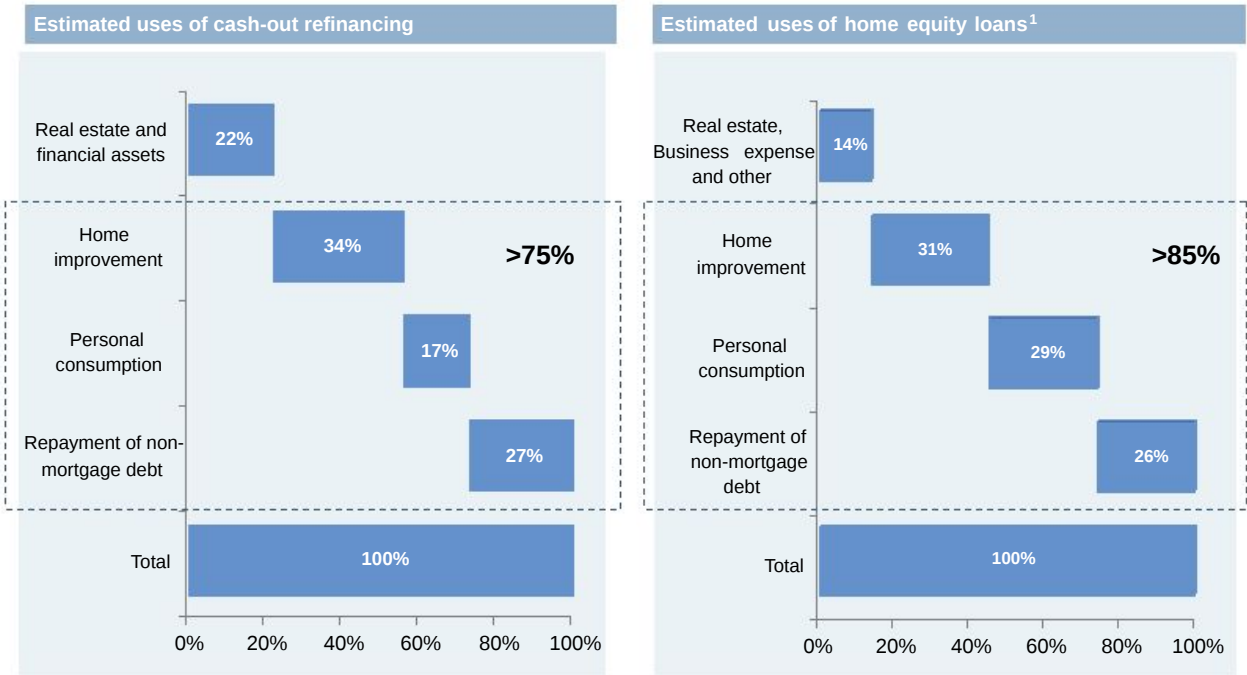 Estimated uses of cash-out refinancing
Real estate and
financial assets
22%
Home
improvement
34%
>75%
Personal
consumption
17%
Repayment of non-
mortgage debt
27%
Total
100%
0% 20% 40% 60% 80% 100%
Estimated uses of home equity loans¹
Real estate,
Business expense
and other
14%
Home
improvement
31%
>85%
Personal
consumption
29%
Repayment of
non-mortgage
debt
26%
Total
100%
0% 20% 40% 60% 80% 100%